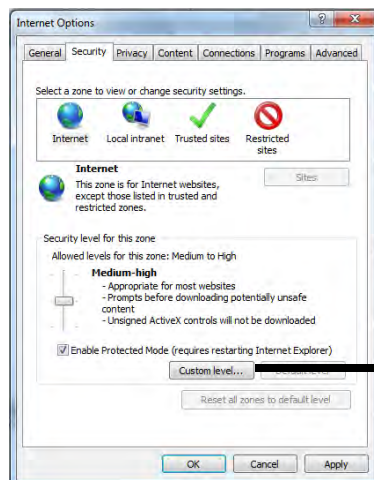 Internet Options
General Security Privacy Content Connections Programs Advanced
Select a zone to view or change security settings.
Internet Local intranet Trusted sites Restricted sites
Internet
This zone is for Internet websites,
except those listed in trusted and
restricted zones.
Sites
Security level for this zone
Allowed levels for this zone: Medium to High
Medium-high
- Appropriate for most websites
- Prompts before downloading potentially unsafe
content
- Unsigned ActiveX controls will not be downloaded
Enable Protected Mode (requires restarting Internet Explorer)
Custom level...
Reset all zones to default level
OK Cancel Apply